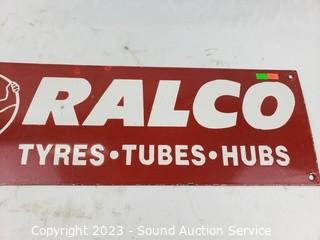 RALCO
TYRES • TUBES • HUBS
Copyright 2023 - Sound Auction Service